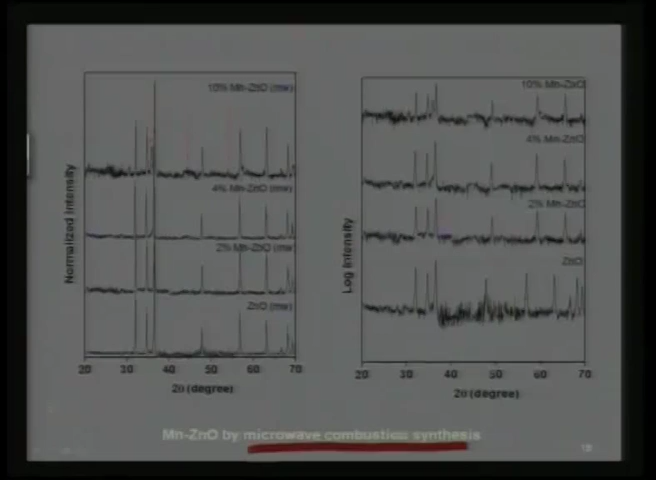 10% Mn-ZnO (mw)
4% Mn-ZnO (mw)
2% Mn-ZnO (mw)
ZnO (mw)
Normalized Intensity
20 30 40 50 60 70
2θ (degree)
10% Mn-ZnO
4% Mn-ZnO
2% Mn-ZnO
ZnO
Log Intensity
20 30 40 50 60 70
2θ (degree)
Mn-ZnO by microwave combustion synthesis